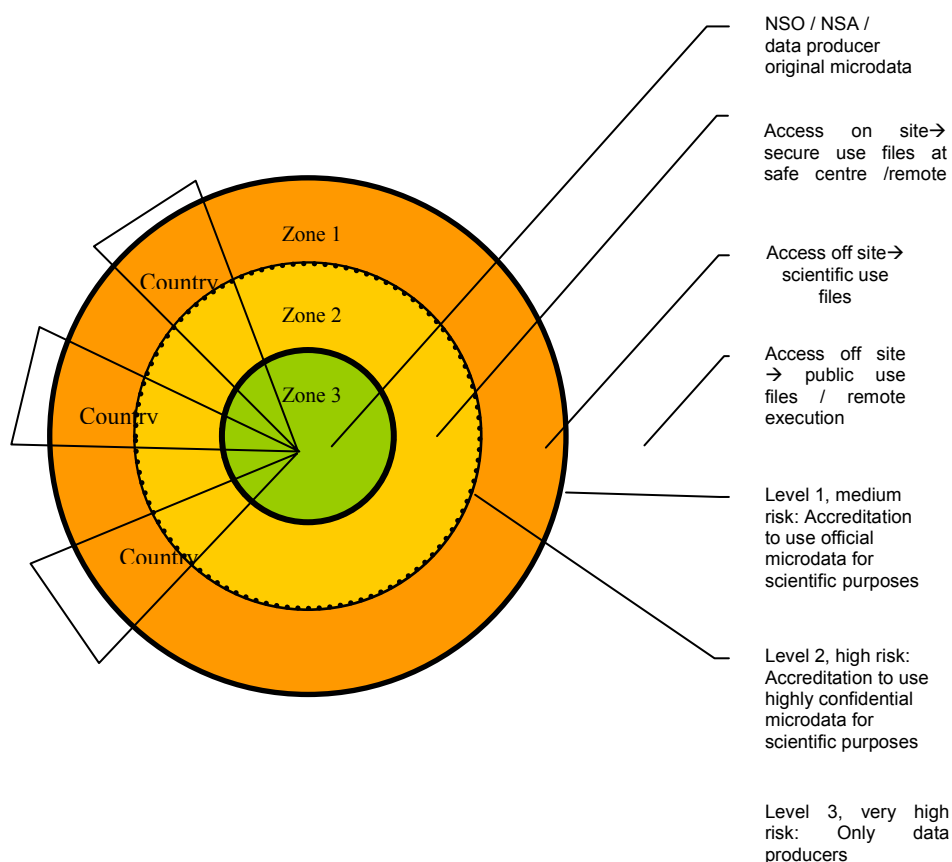 NSO / NSA /
data producer
original microdata
Access on site→
secure use files at
safe centre /remote
Zone 1
Access off site→
scientific use
files
Country
Zone 2
Access off site
→ public use
files / remote
execution
Zone 3
Country
Level 1, medium
risk: Accreditation
to use official
microdata for
scientific purposes
Country
Level 2, high risk:
Accreditation to use
highly confidential
microdata for
scientific purposes
Level 3, very high
risk: Only data
producers